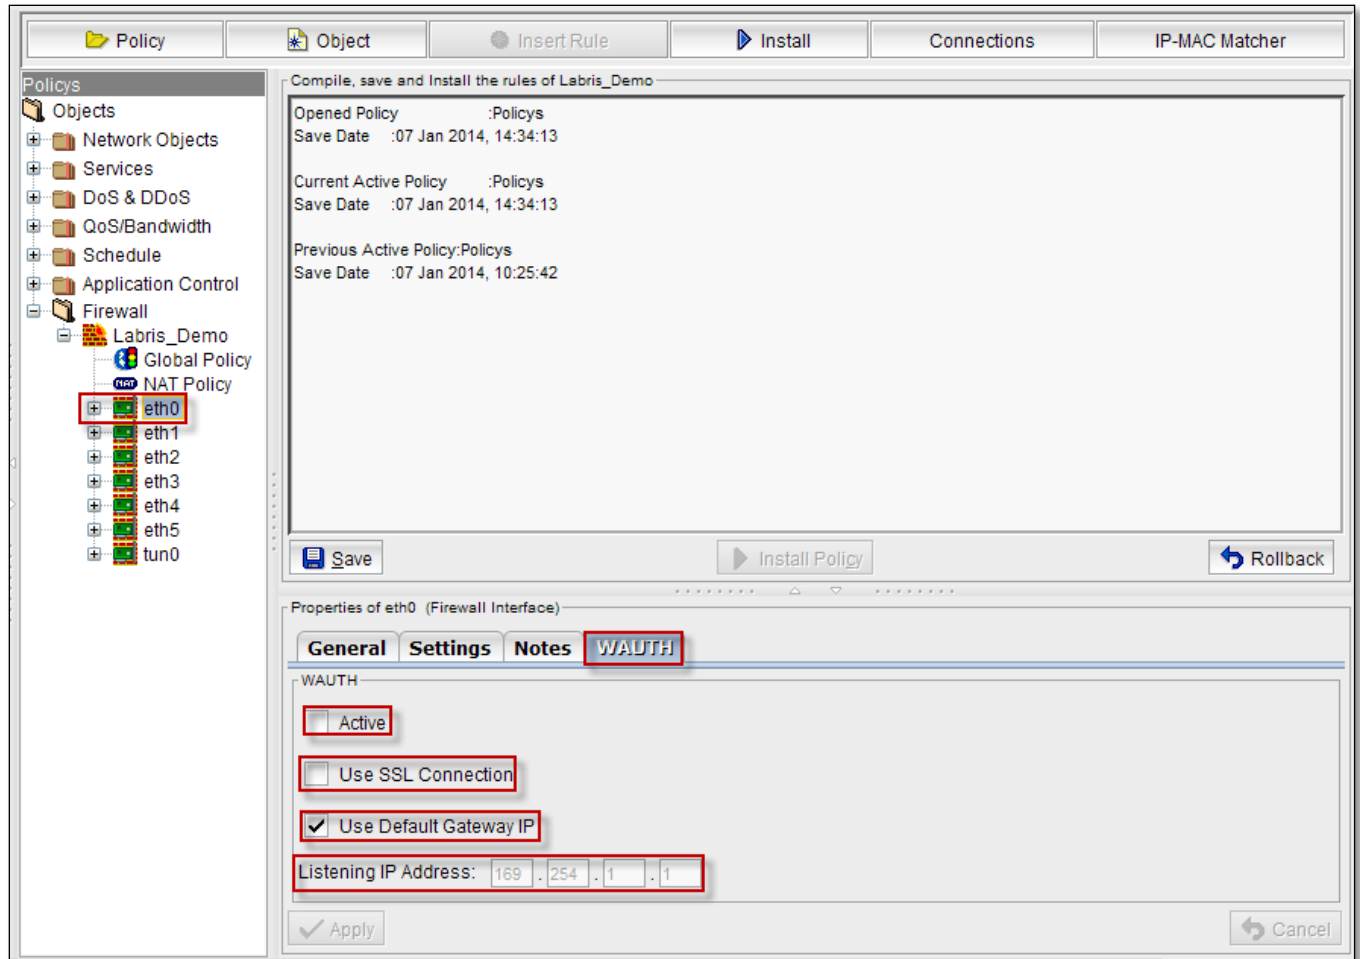 Policy Object Insert Rule Install Connections IP-MAC Matcher
Policys
Objects
Network Objects
Services
DoS & DDoS
QoS/Bandwidth
Schedule
Application Control
Firewall
Labris_Demo
Global Policy
NAT NAT Policy
eth0
eth1
eth2
eth3
eth4
eth5
tun0
Compile, save and Install the rules of Labris_Demo
Opened Policy :Policys
Save Date :07 Jan 2014, 14:34:13
Current Active Policy :Policys
Save Date :07 Jan 2014, 14:34:13
Previous Active Policy:Policys
Save Date :07 Jan 2014, 10:25:42
Save Install Policy Rollback
Properties of eth0 (Firewall Interface)
General Settings Notes WAUTH
WAUTH
Active
Use SSL Connection
Use Default Gateway IP
Listening IP Address: 169 . 254 . 1 . 1
Apply Cancel